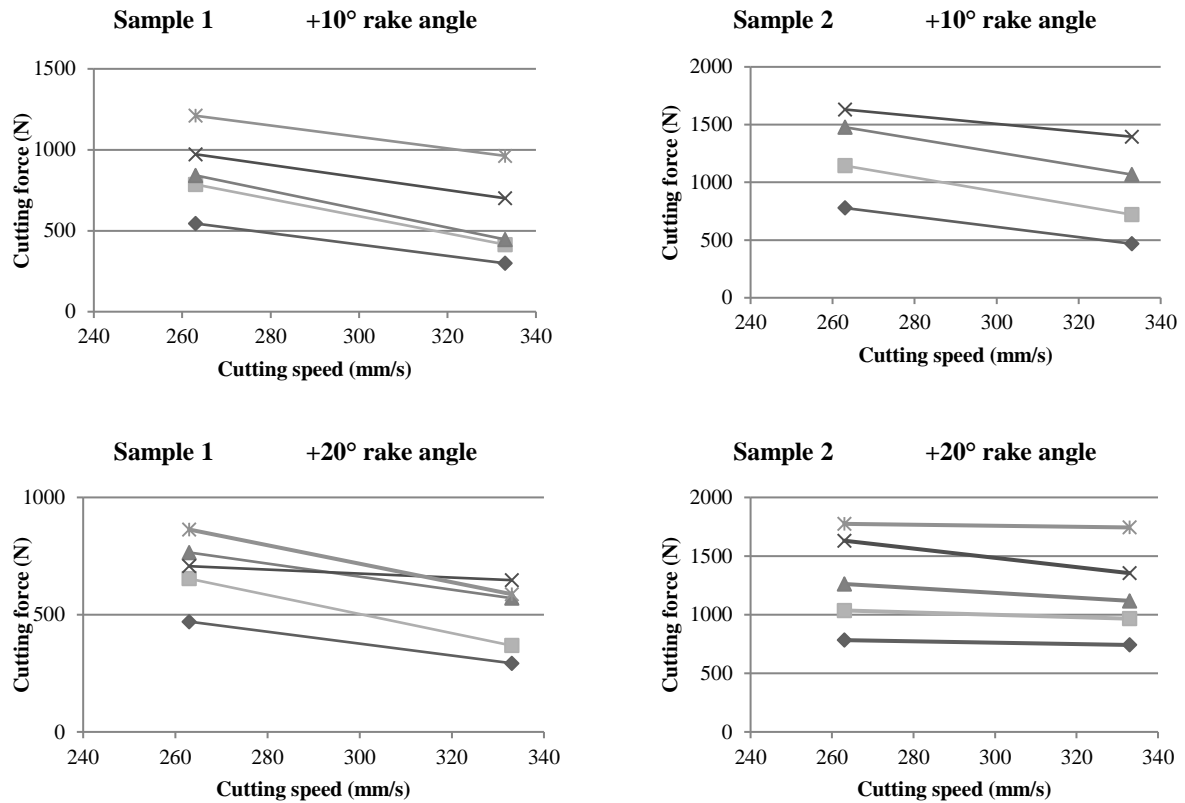 Sample 1 +10° rake angle
1500
1000
500
0
240 260 280 300 320 340
Cutting force (N)
Cutting speed (mm/s)
Sample 2 +10° rake angle
2000
1500
1000
500
0
240 260 280 300 320 340
Cutting force (N)
Cutting speed (mm/s)
Sample 1 +20° rake angle
1000
500
0
240 260 280 300 320 340
Cutting force (N)
Cutting speed (mm/s)
Sample 2 +20° rake angle
2000
1500
1000
500
0
240 260 280 300 320 340
Cutting force (N)
Cutting speed (mm/s)